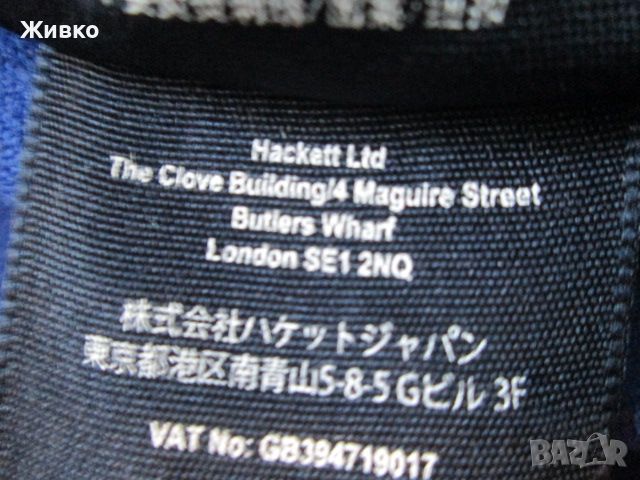 Живко
Hackett Ltd
The Clove Building/4 Maguire Street
Butlers Wharf
London SE1 2NQ
株式会社ハケットジャパン
東京都港区南青山5-8-5 Gビル 3F
VAT No: GB394719017
BAZAR